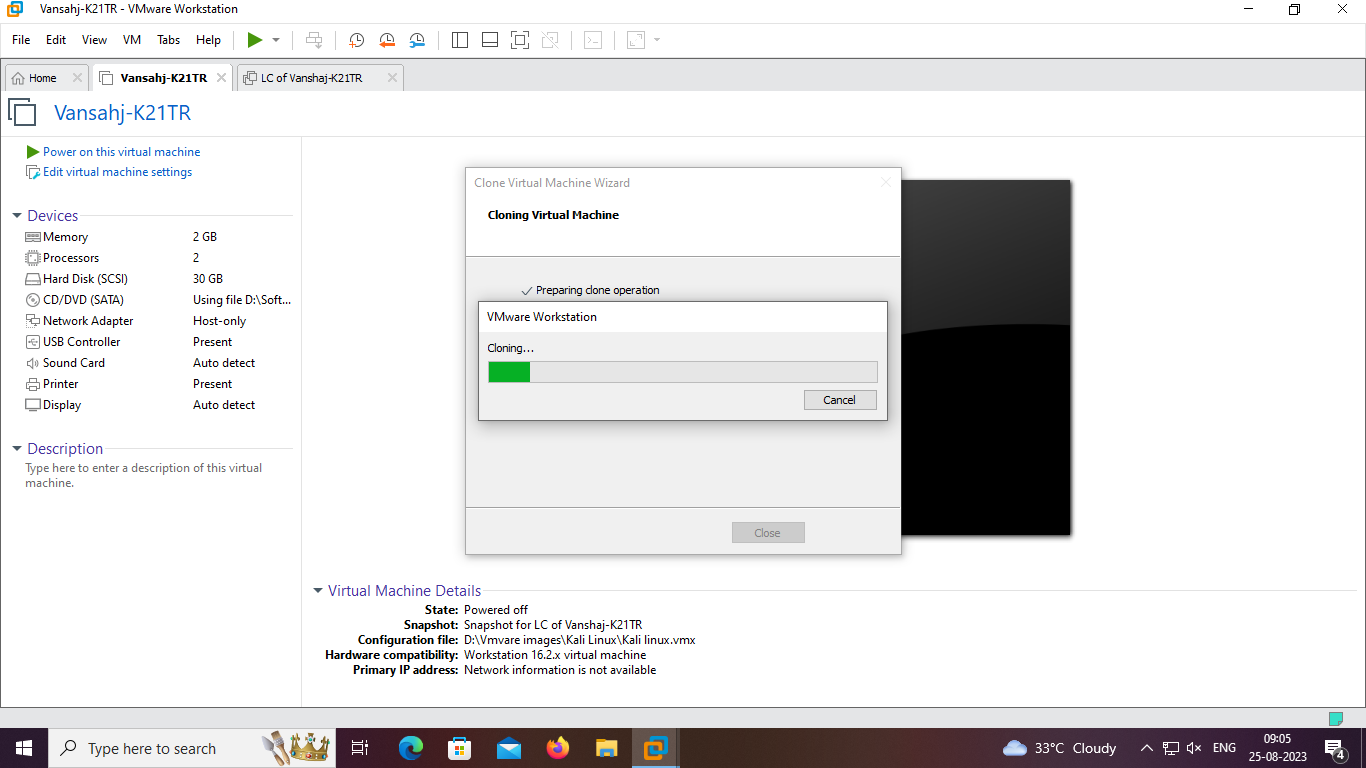 Vansahj-K21TR - VMware Workstation
File Edit View VM Tabs Help
Home Vansahj-K21TR LC of Vanshaj-K21TR
Vansahj-K21TR
Power on this virtual machine
Edit virtual machine settings
Devices
Memory 2 GB
Processors 2
Hard Disk (SCSI) 30 GB
CD/DVD (SATA) Using file D:\Soft...
Network Adapter Host-only
USB Controller Present
Sound Card Auto detect
Printer Present
Display Auto detect
Description
Type here to enter a description of this virtual
machine.
Clone Virtual Machine Wizard
Cloning Virtual Machine
Preparing clone operation
VMware Workstation
Cloning...
Cancel
Close
Virtual Machine Details
State: Powered off
Snapshot: Snapshot for LC of Vanshaj-K21TR
Configuration file: D:\Vmvare images\Kali Linux\Kali linux.vmx
Hardware compatibility: Workstation 16.2.x virtual machine
Primary IP address: Network information is not available
Type here to search
33°C Cloudy
ENG
09:05
25-08-2023
4